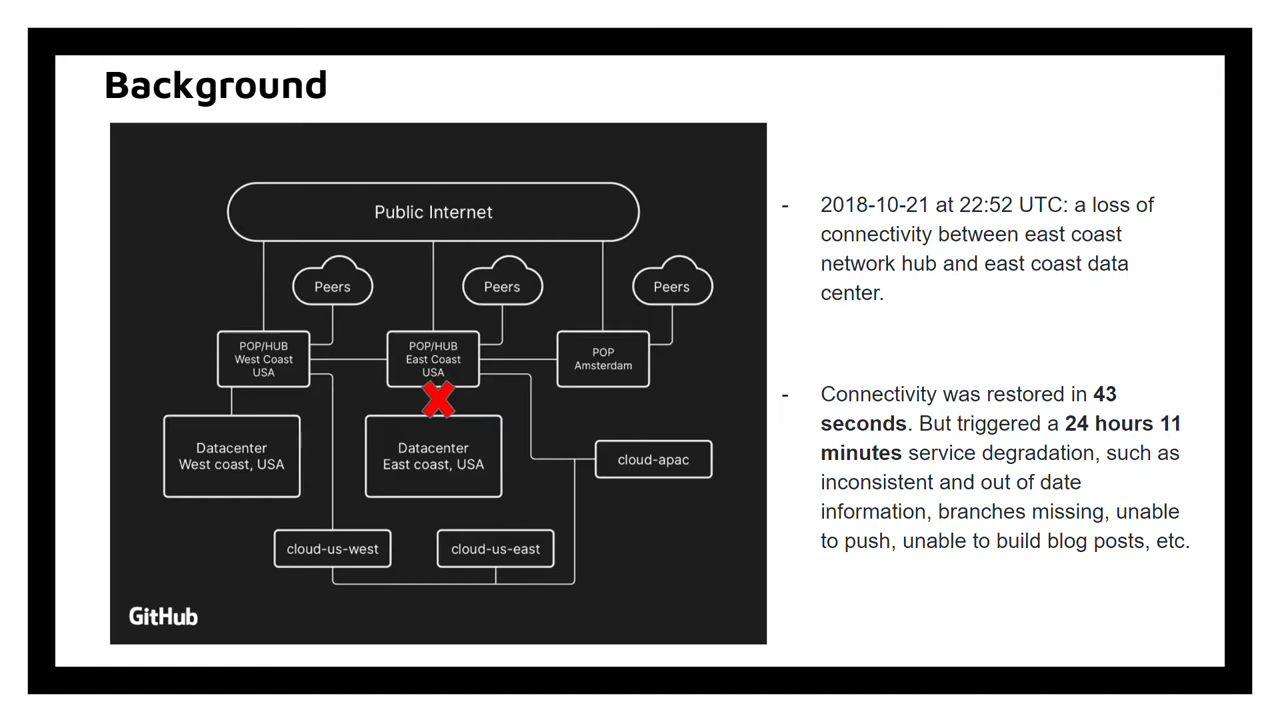 Background
Public Internet
Peers
Peers
Peers
POP/HUB
West Coast
USA
POP/HUB
East Coast
USA
POP
Amsterdam
Datacenter
West coast, USA
Datacenter
East coast, USA
cloud-apac
cloud-us-west
cloud-us-east
GitHub
- 2018-10-21 at 22:52 UTC: a loss of
connectivity between east coast
network hub and east coast data
center.
- Connectivity was restored in 43
seconds. But triggered a 24 hours 11
minutes service degradation, such as
inconsistent and out of date
information, branches missing, unable
to push, unable to build blog posts, etc.